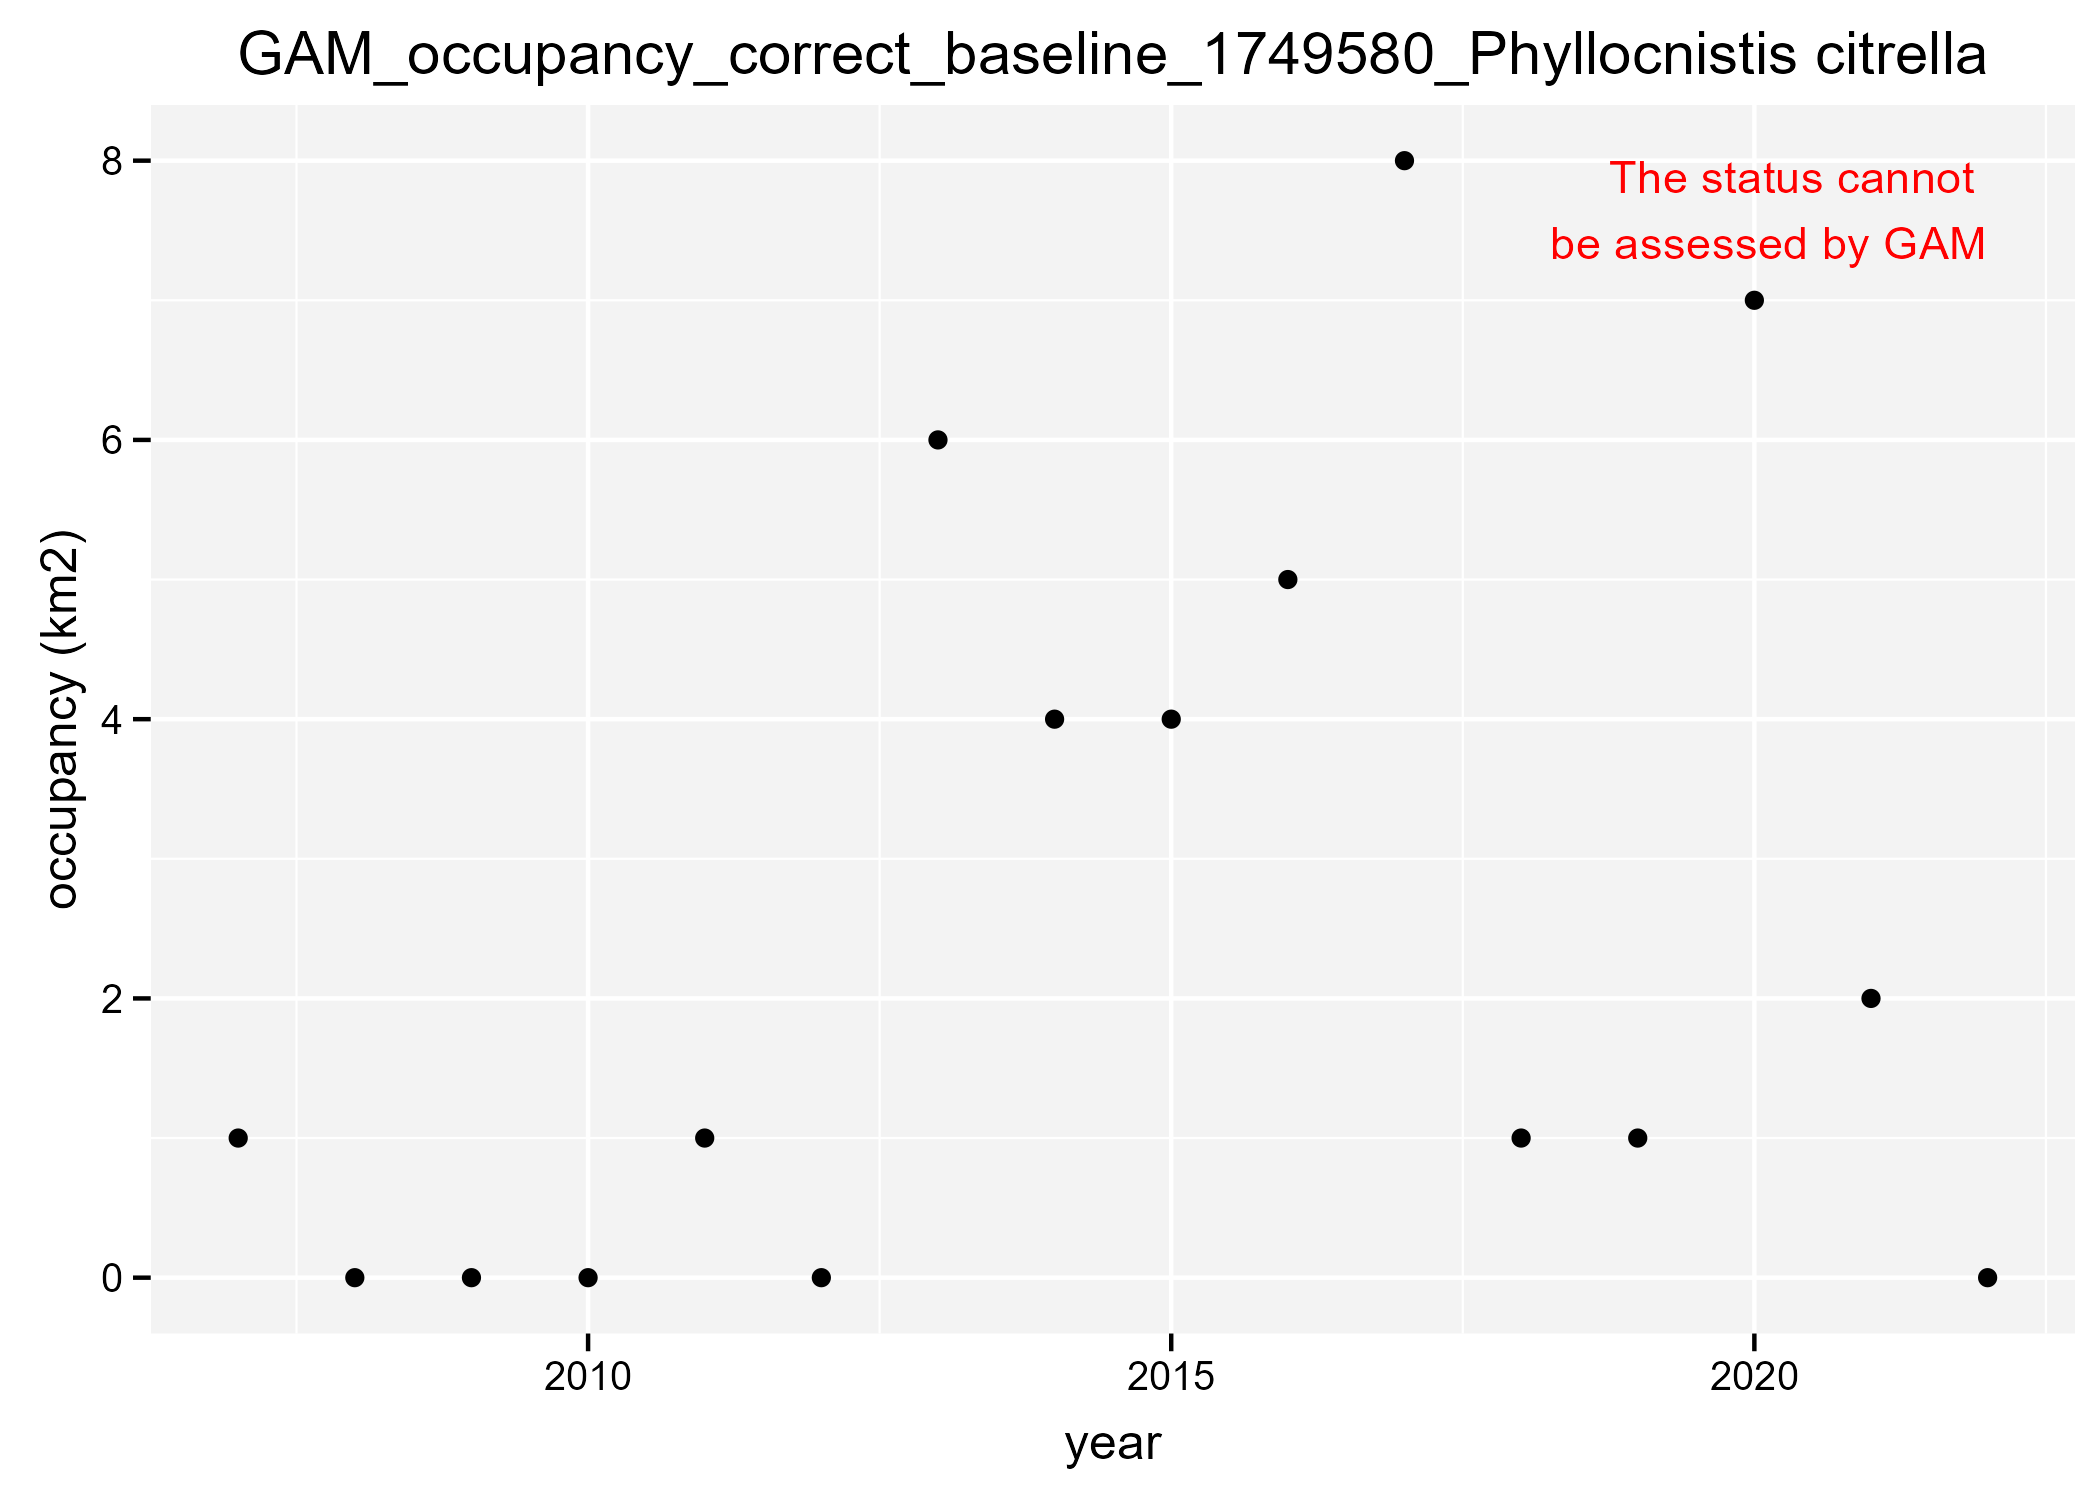 GAM_occupancy_correct_baseline_1749580_Phyllocnistis citrella
The status cannot
be assessed by GAM
8
6
4
2
0
occupancy (km2)
2010
2015
2020
year